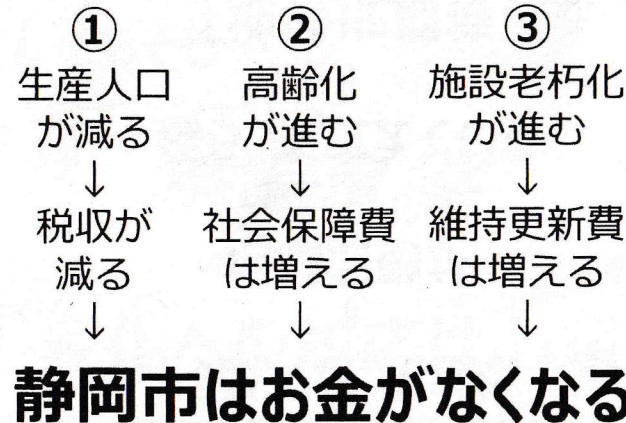 ①
生産人口
が減る
↓
税収が
減る
↓
②
高齢化
が進む
↓
社会保障費
は増える
↓
③
施設老朽化
が進む
↓
維持更新費
は増える
↓
静岡市はお金がなくなる